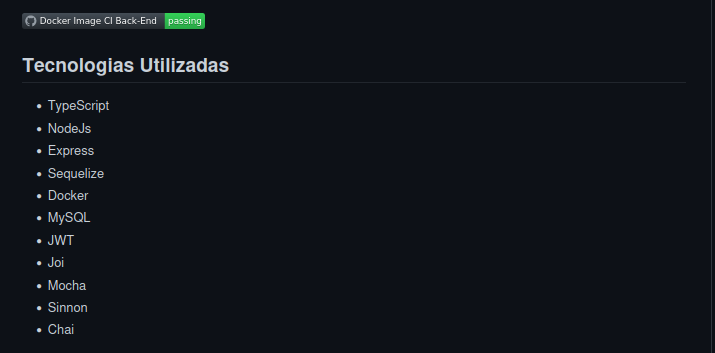 Docker Image CI Back-End passing
Tecnologias Utilizadas
TypeScript
NodeJs
Express
Sequelize
Docker
MySQL
JWT
Joi
Mocha
Sinnon
Chai